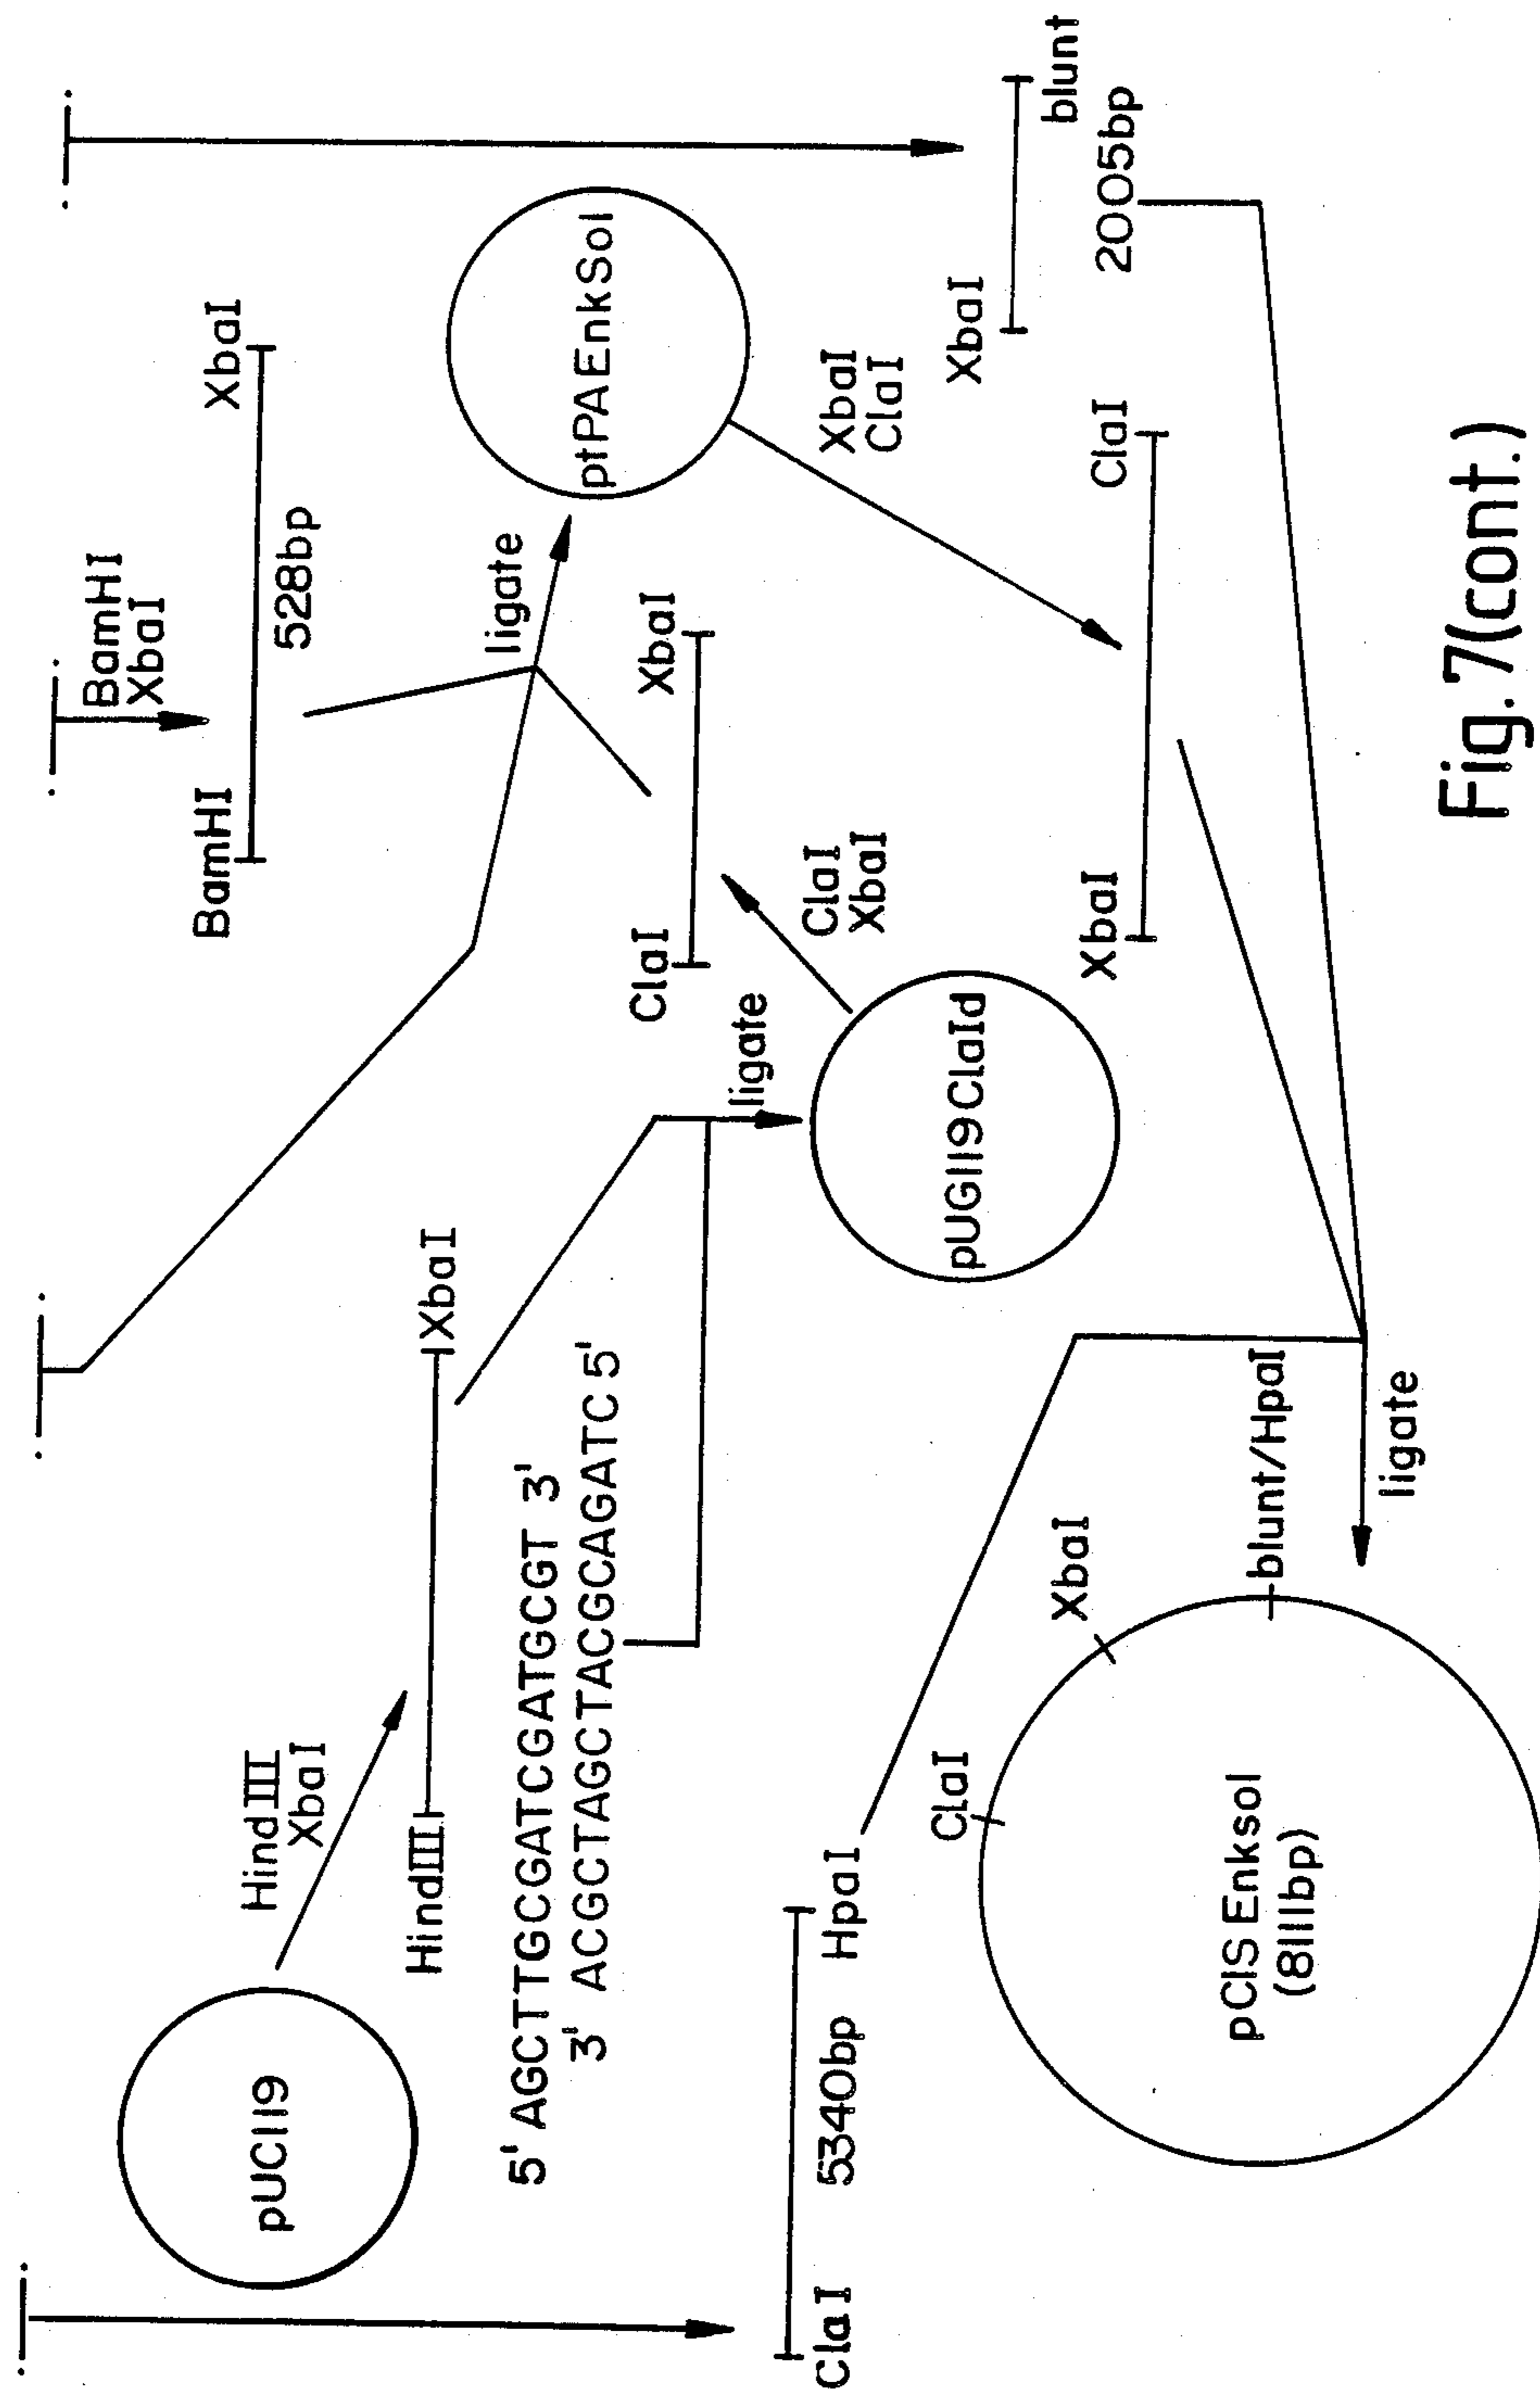 BamHI
XbaI
BamHI
XbaI
528bp
pUC119
HindIII
XbaI
HindIII
XbaI
ligate
ptPAEnkSol
5' AGCTTGCGATCGATGCGT 3'
3' ACGCTAGCTACGCAGATC 5'
ClaI
XbaI
ligate
ClaI
XbaI
pUG119ClaId
XbaI
ClaI
XbaI
blunt
2005bp
ClaI
5340bp
HpaI
XbaI
ClaI
ClaI
XbaI
blunt/HpaI
pCIS Enksol
(8111bp)
ligate
Fig. 7(cont.)